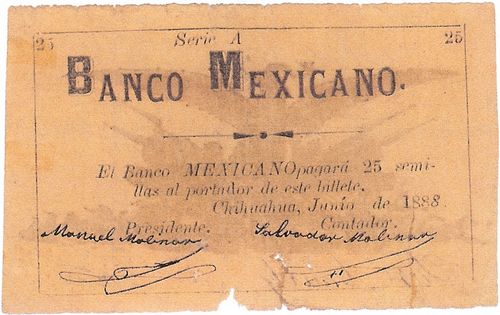 Serie A
25 25
BANCO MEXICANO.
El Banco MEXICANO pagará 25 semi-
llas al portador de este billete.
Chihuahua, Junio de 1888.
Presidente. Contador.
Manuel Molinar Salvador Molinar